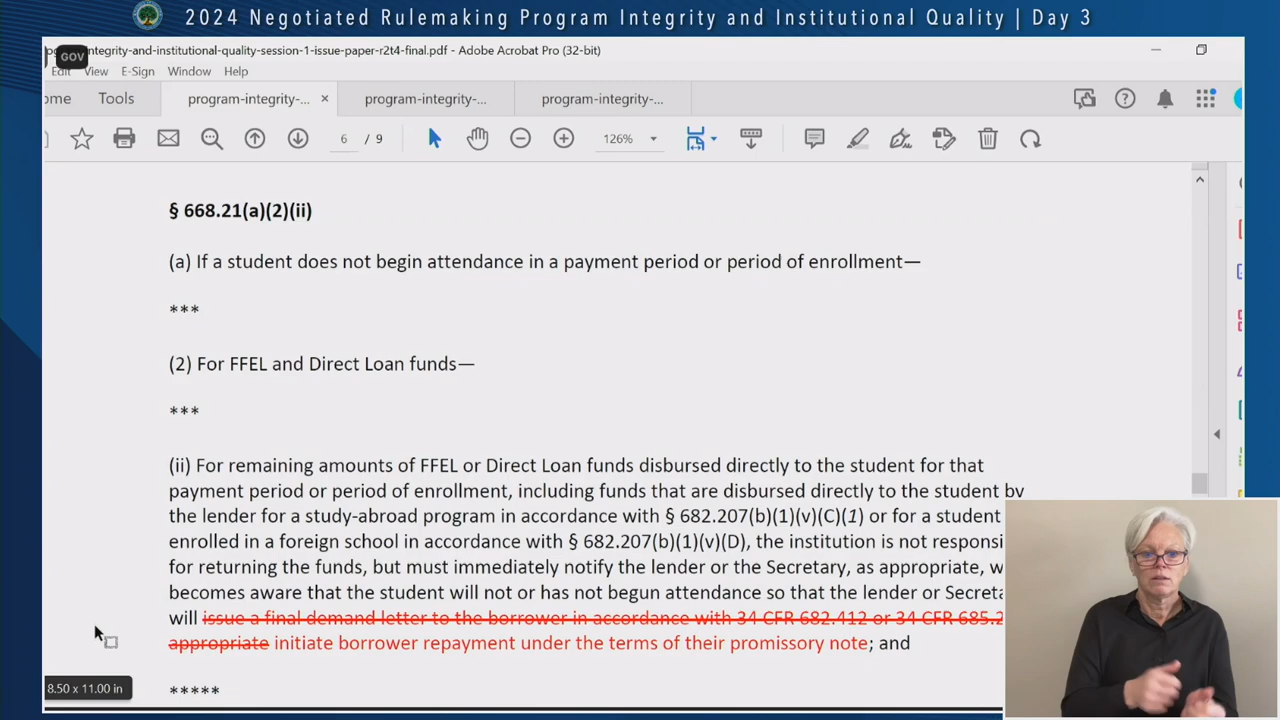 2024 Negotiated Rulemaking Program Integrity and Institutional Quality | Day 3
GOV
ntegrity-and-institutional-quality-session-1-issue-paper-r2t4-final.pdf - Adobe Acrobat Pro (32-bit)
Edit View E-Sign Window Help
ome Tools program-integrity-... × program-integrity-... program-integrity-...
6 / 9 126%
§ 668.21(a)(2)(ii)
(a) If a student does not begin attendance in a payment period or period of enrollment—
***
(2) For FFEL and Direct Loan funds—
***
(ii) For remaining amounts of FFEL or Direct Loan funds disbursed directly to the student for that
payment period or period of enrollment, including funds that are disbursed directly to the student by
the lender for a study-abroad program in accordance with § 682.207(b)(1)(v)(C)(1) or for a student
enrolled in a foreign school in accordance with § 682.207(b)(1)(v)(D), the institution is not responsi
for returning the funds, but must immediately notify the lender or the Secretary, as appropriate, w
becomes aware that the student will not or has not begun attendance so that the lender or Secreta
will issue a final demand letter to the borrower in accordance with 34 CFR 682.412 or 34 CFR 685.2
appropriate initiate borrower repayment under the terms of their promissory note; and
*****
8.50 x 11.00 in